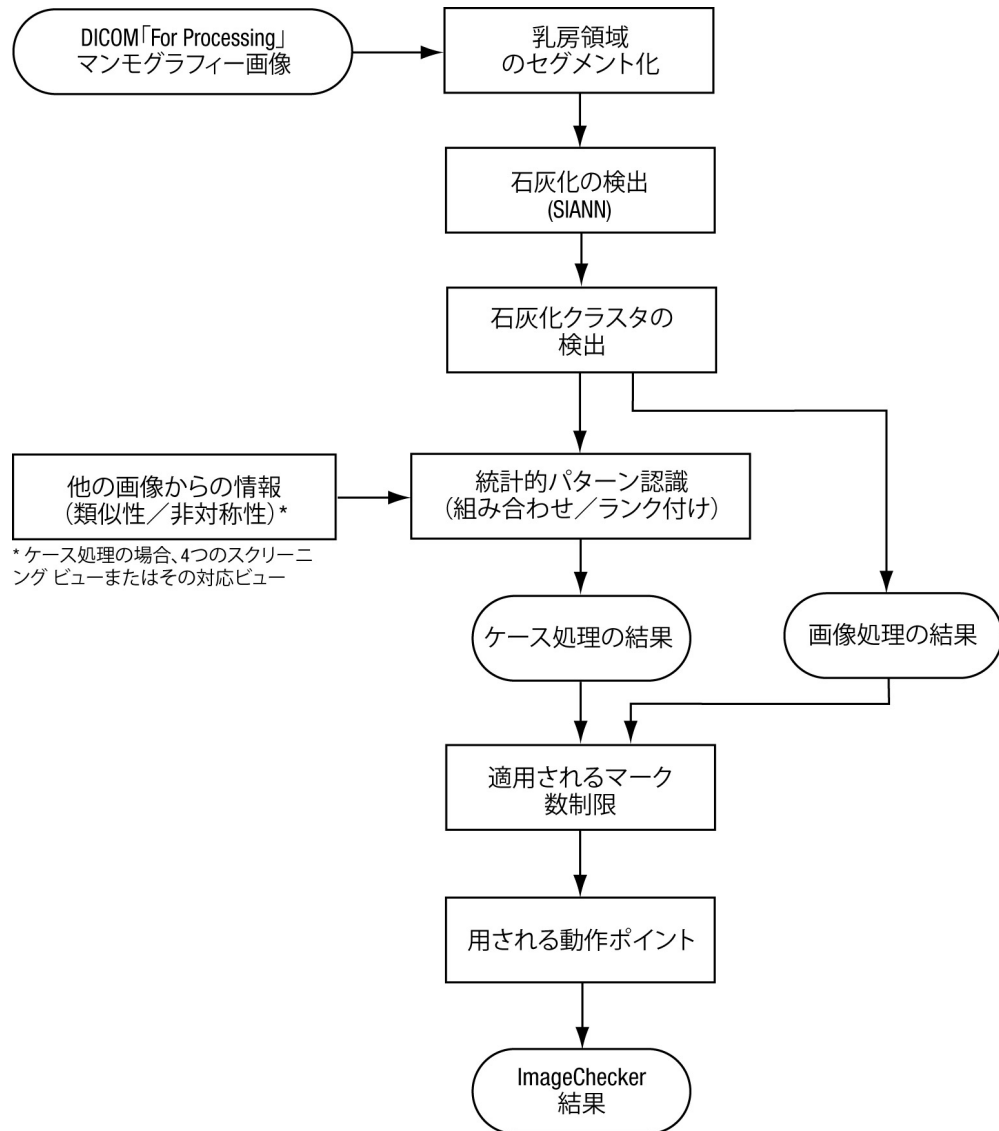 DICOM「For Processing」
マンモグラフィー画像
乳房領域
のセグメント化
石灰化の検出
(SIANN)
石灰化クラスタの
検出
他の画像からの情報
（類似性／非対称性）*
* ケース処理の場合、4つのスクリーニ
ング ビューまたはその対応ビュー
統計的パターン認識
（組み合わせ／ランク付け）
ケース処理の結果
画像処理の結果
適用されるマーク
数制限
用される動作ポイント
ImageChecker
結果